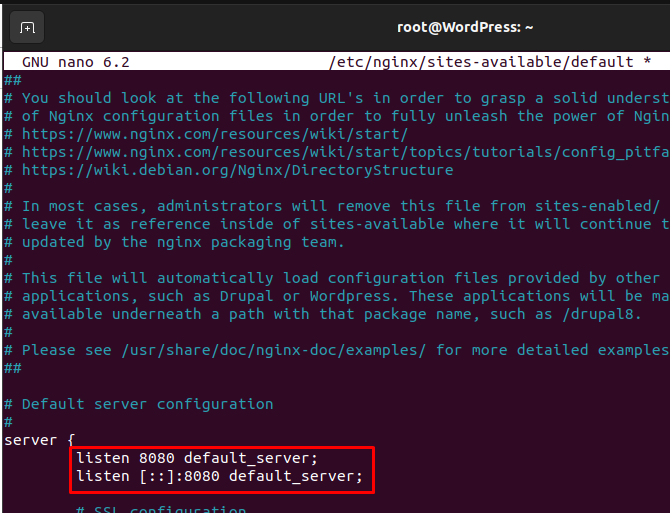 root@WordPress: ~
GNU nano 6.2 /etc/nginx/sites-available/default *
##
# You should look at the following URL's in order to grasp a solid underst
# of Nginx configuration files in order to fully unleash the power of Ngin
# https://www.nginx.com/resources/wiki/start/
# https://www.nginx.com/resources/wiki/start/topics/tutorials/config_pitfa
# https://wiki.debian.org/Nginx/DirectoryStructure
#
# In most cases, administrators will remove this file from sites-enabled/
# leave it as reference inside of sites-available where it will continue t
# updated by the nginx packaging team.
#
# This file will automatically load configuration files provided by other
# applications, such as Drupal or Wordpress. These applications will be ma
# available underneath a path with that package name, such as /drupal8.
#
# Please see /usr/share/doc/nginx-doc/examples/ for more detailed examples
##
# Default server configuration
#
server {
listen 8080 default_server;
listen [::]:8080 default_server;
# SSL configuration